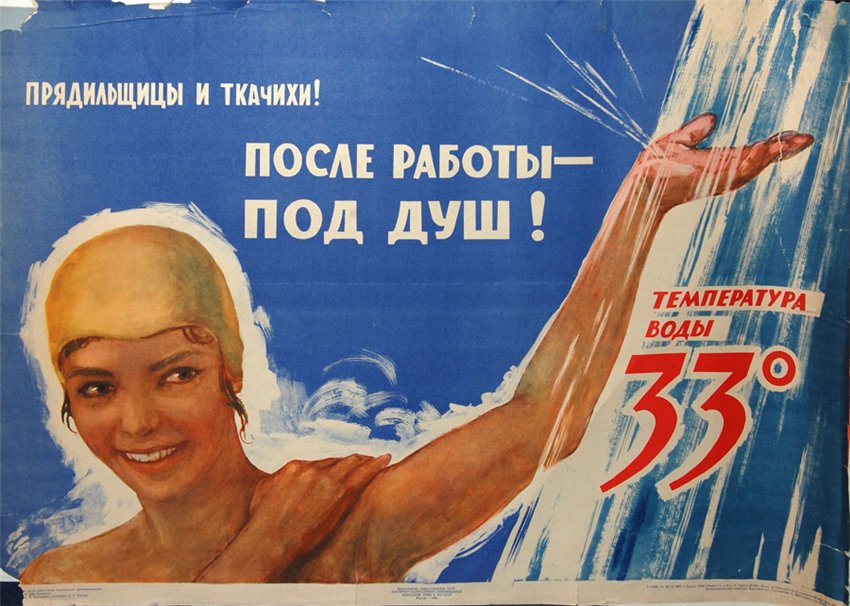 ПРЯДИЛЬЩИЦЫ И ТКАЧИХИ!
ПОСЛЕ РАБОТЫ—
ПОД ДУШ!
ТЕМПЕРАТУРА
ВОДЫ
33°